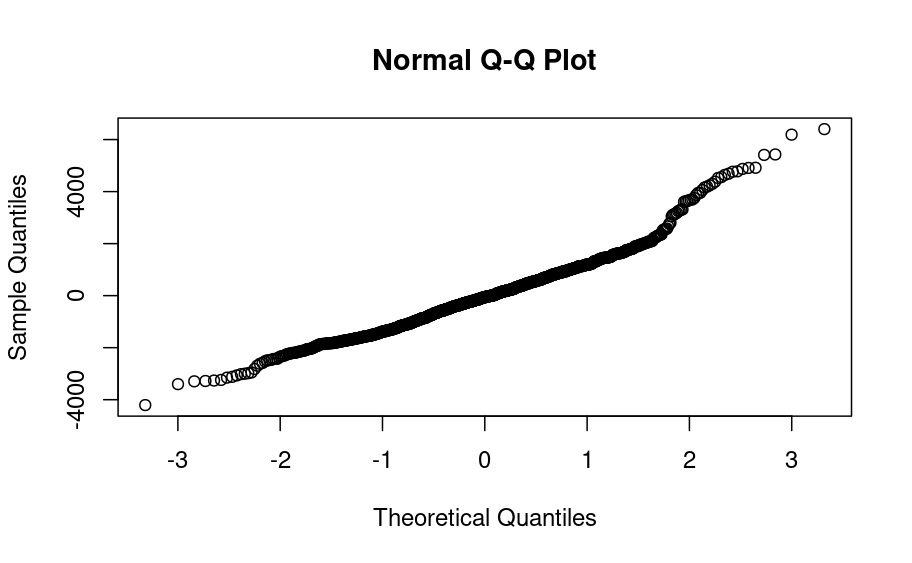 Normal Q-Q Plot
Sample Quantiles
4000
0
-4000
-3 -2 -1 0 1 2 3
Theoretical Quantiles